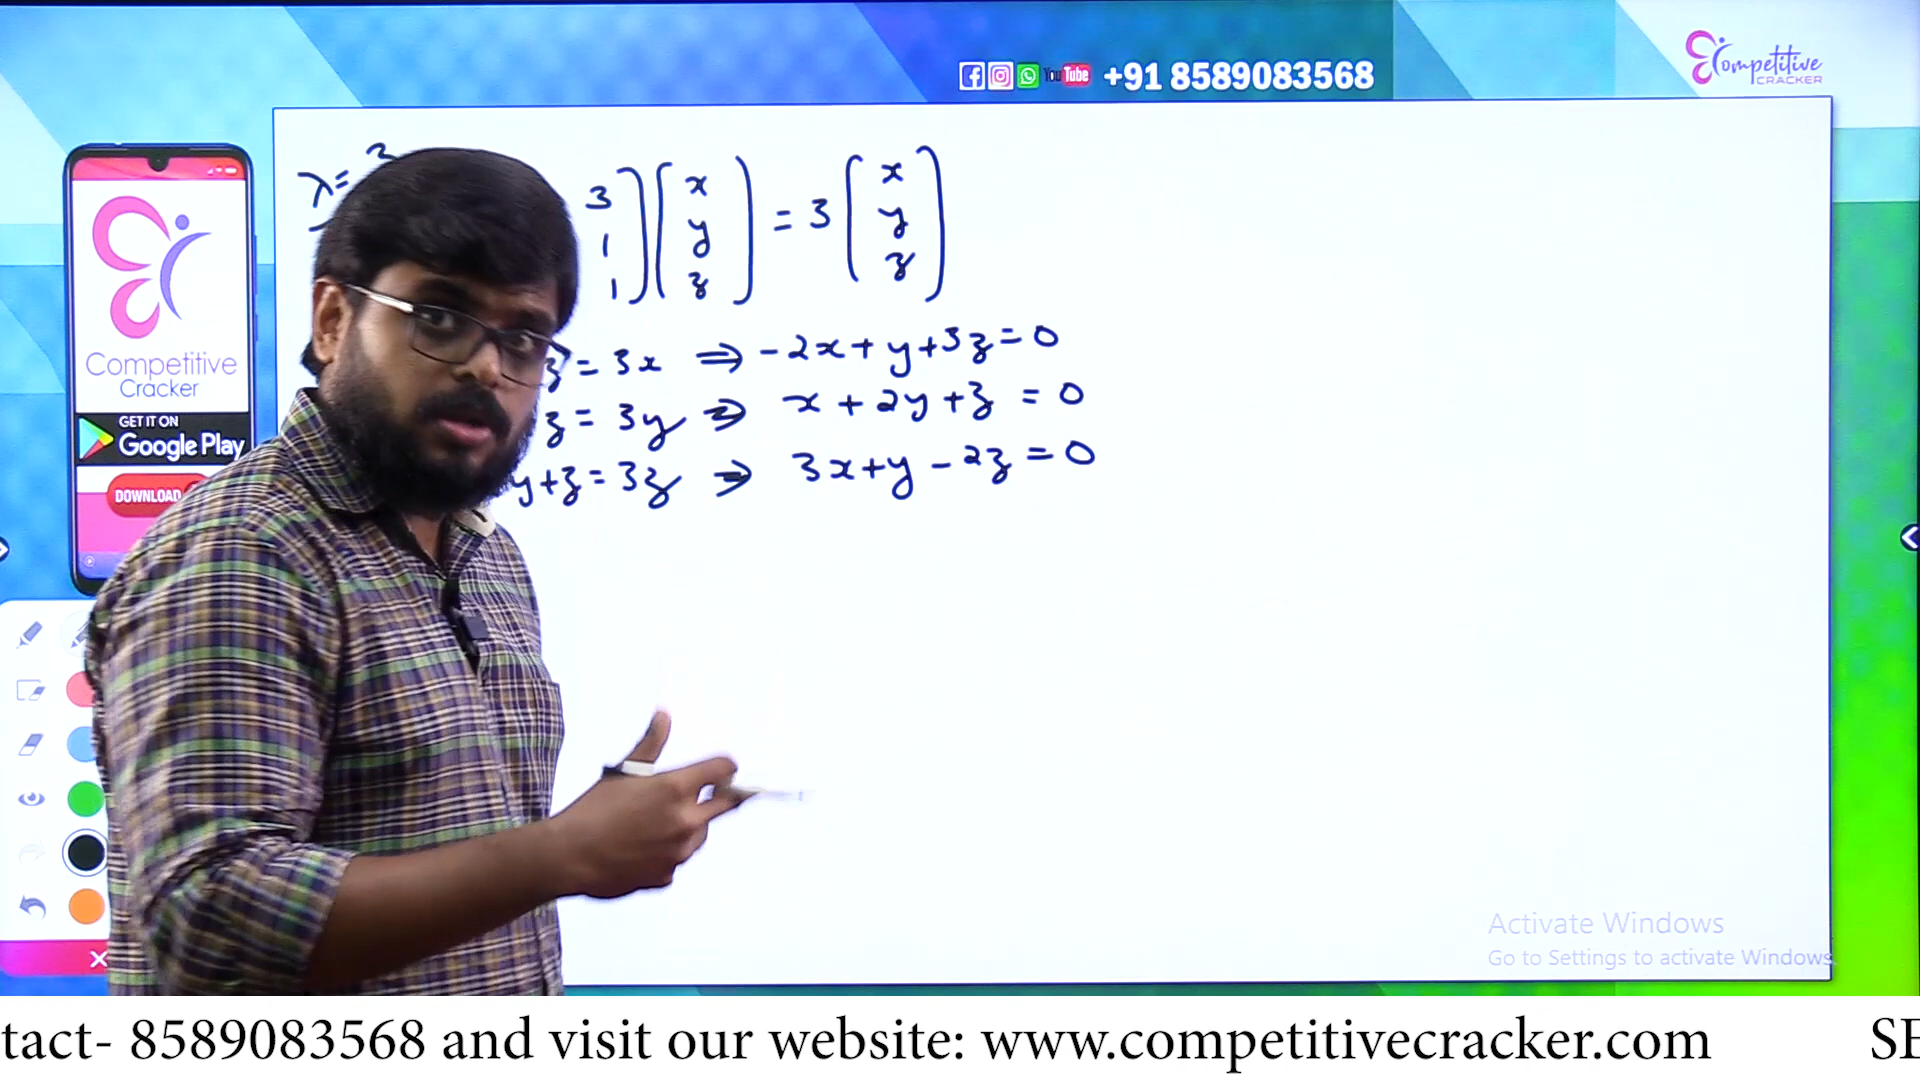 YouTube +91 8589083568
Competitive
CRACKER
λ = 3
3 x x
1 y = 3 y
1 z z
z = 3x ⇒ -2x + y + 3z = 0
z = 3y ⇒ x + 2y + z = 0
y + z = 3z ⇒ 3x + y - 2z = 0
Competitive
Cracker
GET IT ON
Google Play
DOWNLOAD
Activate Windows
Go to Settings to activate Windows
tact- 8589083568 and visit our website: www.competitivecracker.com SE